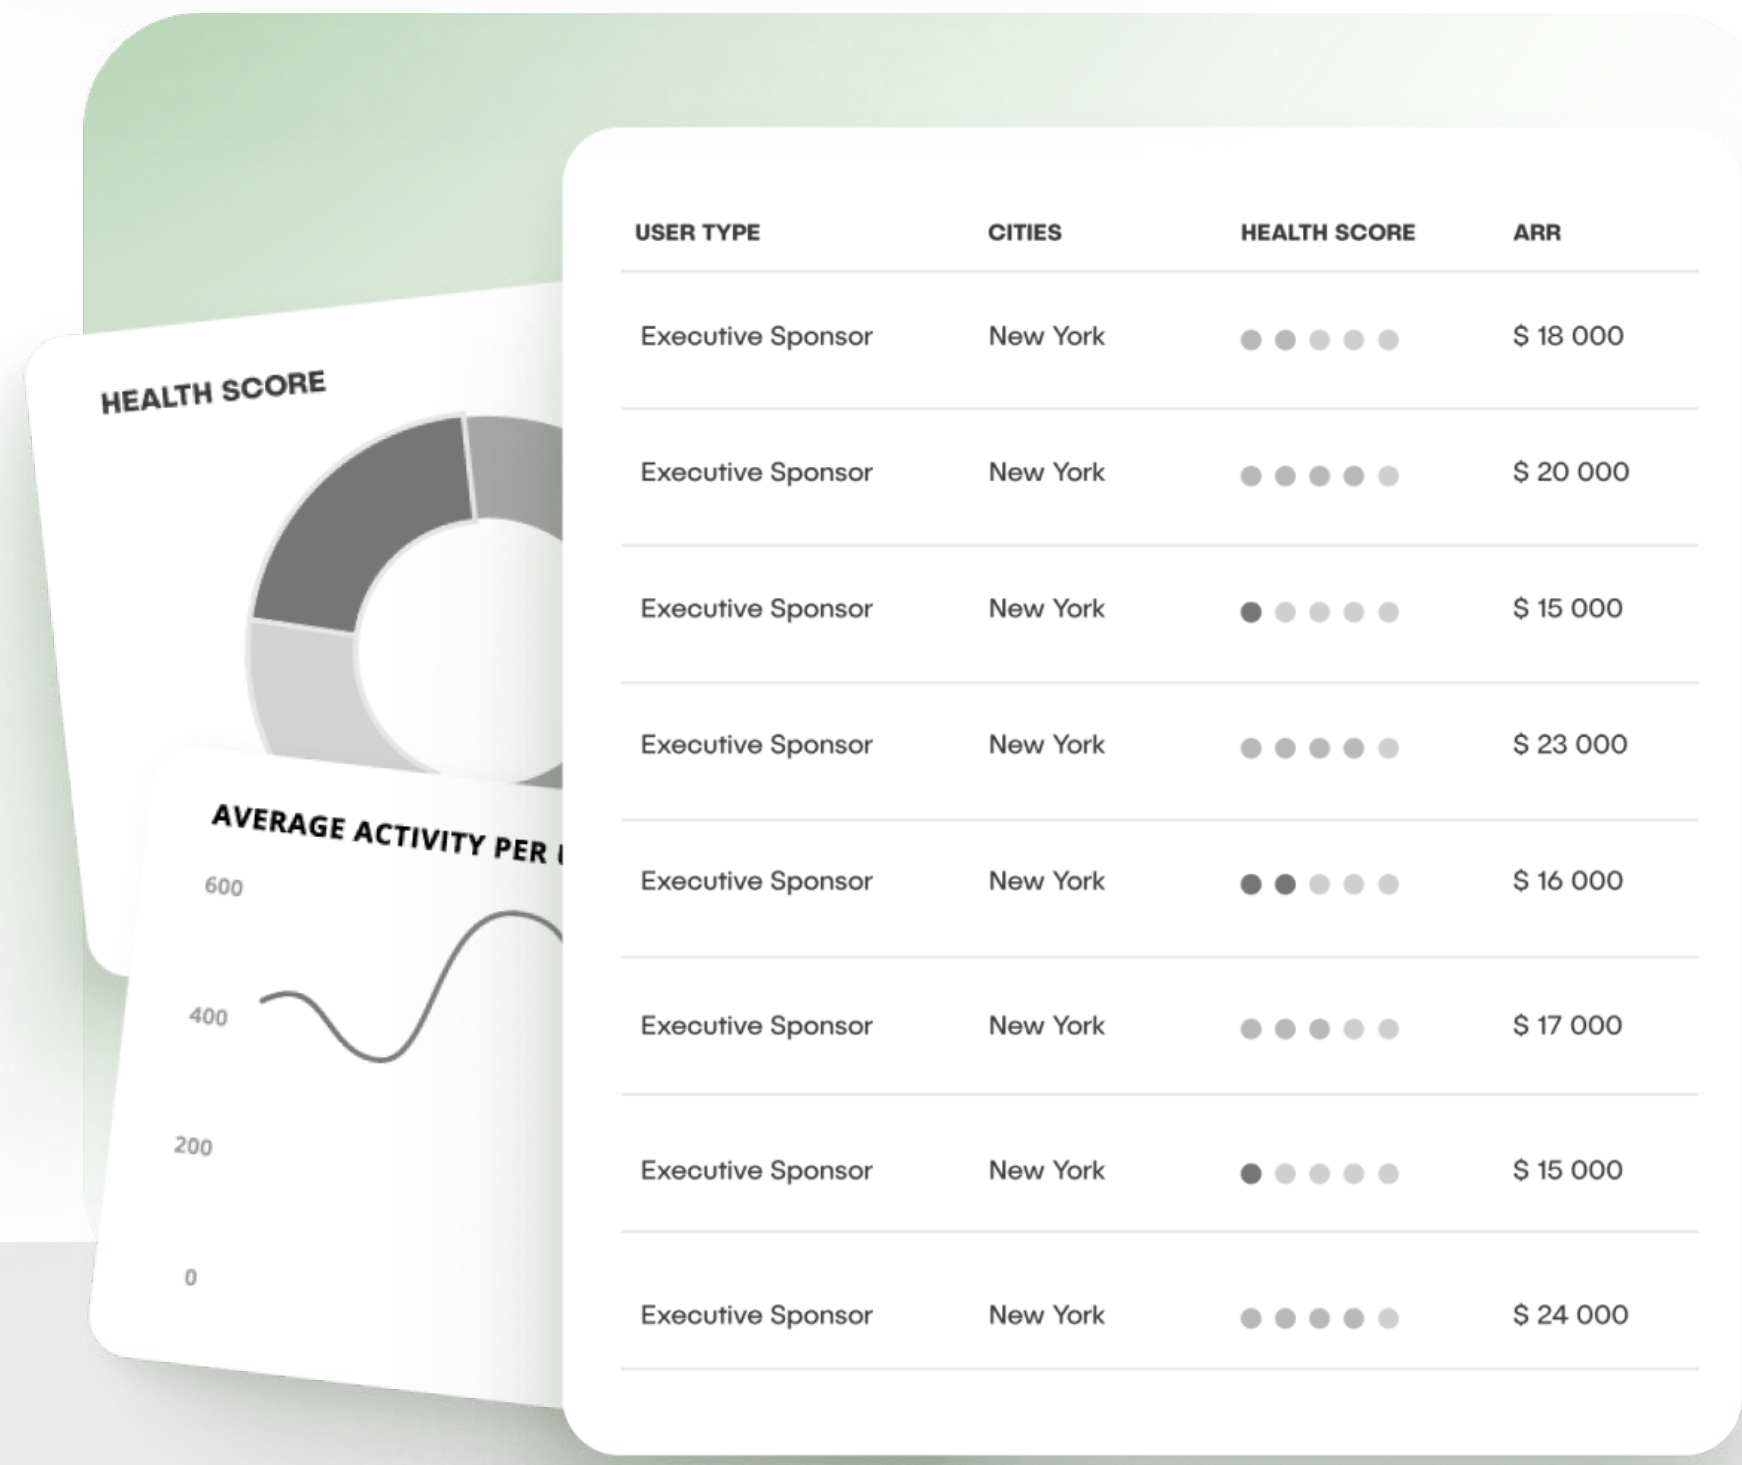 USER TYPE CITIES HEALTH SCORE ARR
Executive Sponsor New York $ 18 000
Executive Sponsor New York $ 20 000
Executive Sponsor New York $ 15 000
Executive Sponsor New York $ 23 000
Executive Sponsor New York $ 16 000
Executive Sponsor New York $ 17 000
Executive Sponsor New York $ 15 000
Executive Sponsor New York $ 24 000
HEALTH SCORE
AVERAGE ACTIVITY PER
600
400
200
0